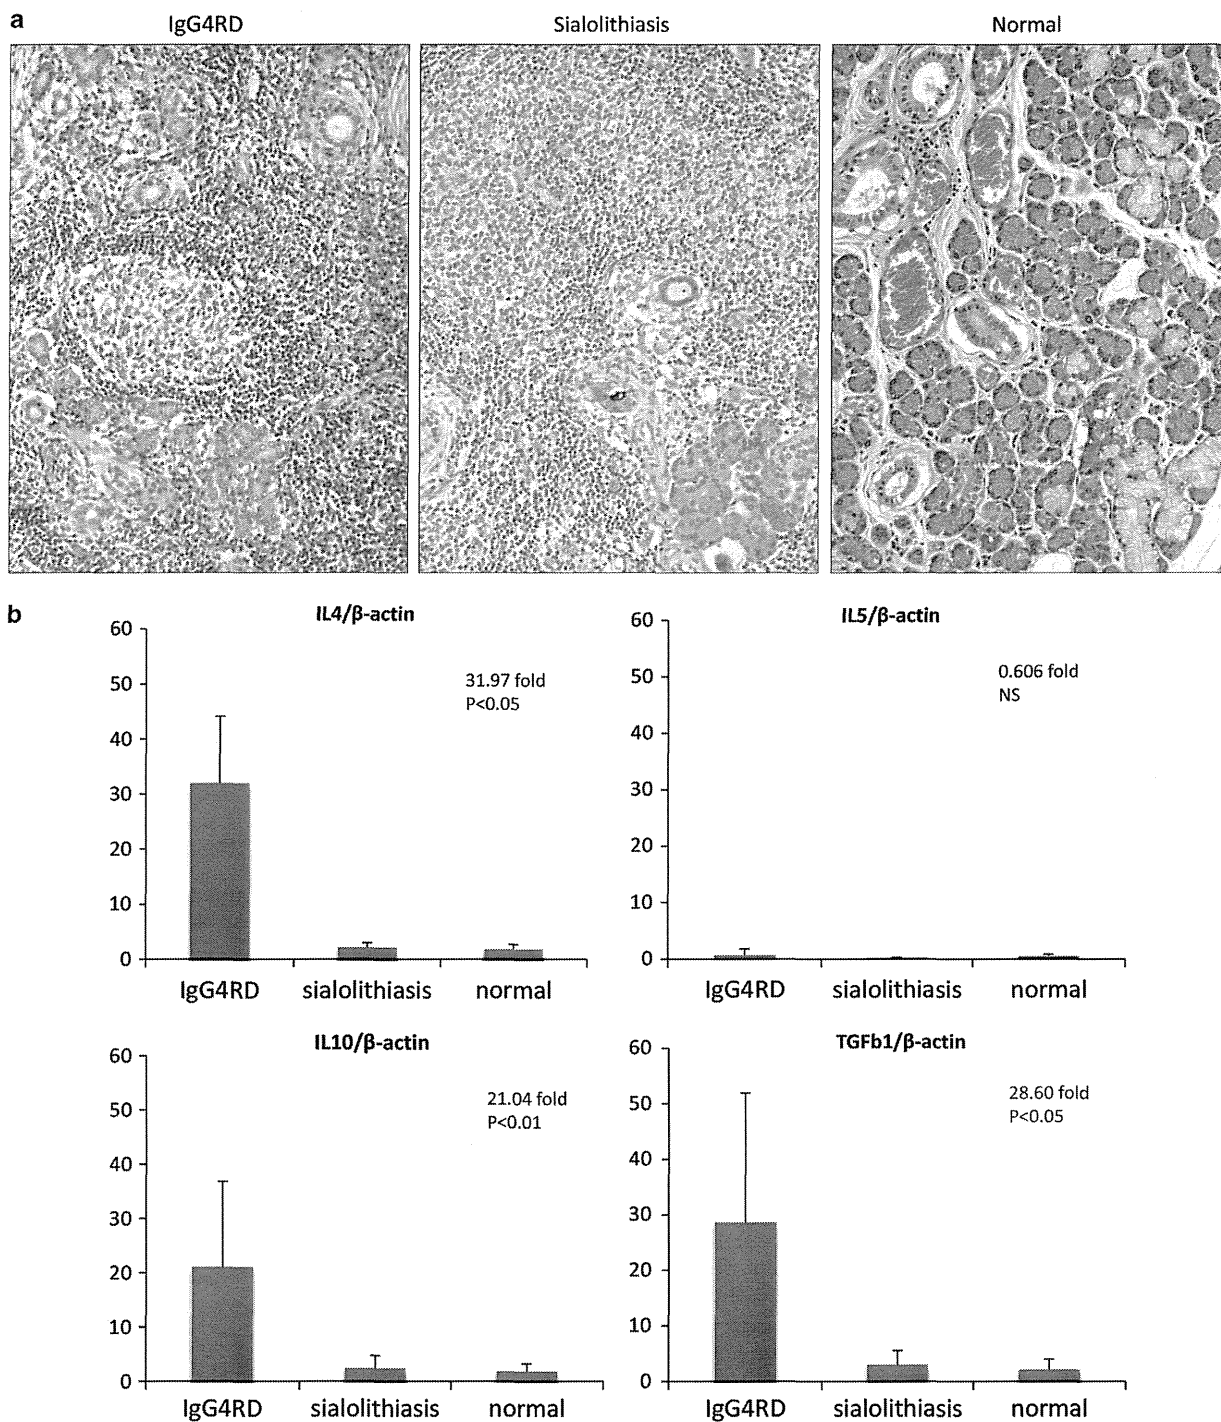 a
IgG4RD
Sialolithiasis
Normal
b
IL4/β-actin
60
50
40
30
20
10
0
31.97 fold
P<0.05
IgG4RD
sialolithiasis
normal
IL5/β-actin
60
50
40
30
20
10
0
0.606 fold
NS
IgG4RD
sialolithiasis
normal
IL10/β-actin
60
50
40
30
20
10
0
21.04 fold
P<0.01
IgG4RD
sialolithiasis
normal
TGFb1/β-actin
60
50
40
30
20
10
0
28.60 fold
P<0.05
IgG4RD
sialolithiasis
normal